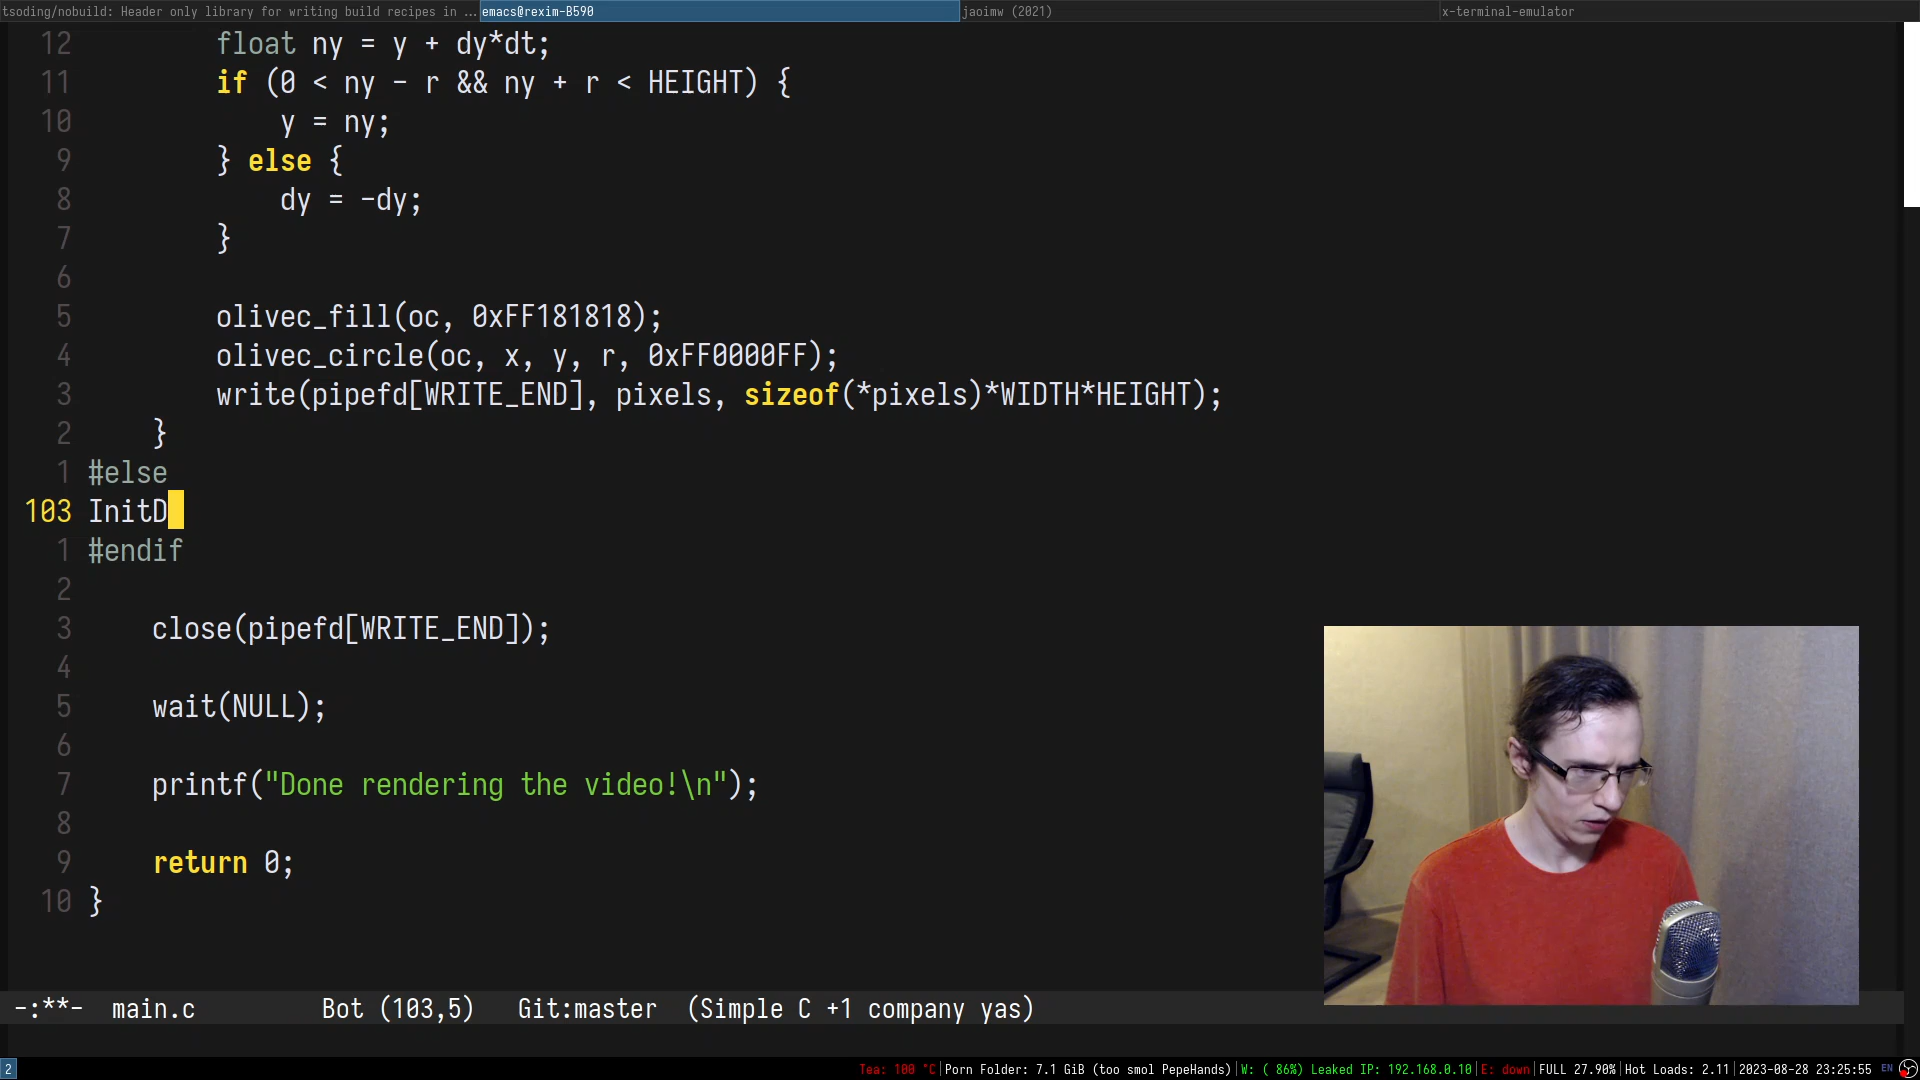 tsoding/nobuild: Header only library for writing build recipes in ... emacs@rexim-B590 jaoimw (2021) x-terminal-emulator
12 float ny = y + dy*dt;
11 if (0 < ny - r && ny + r < HEIGHT) {
10 y = ny;
9 } else {
8 dy = -dy;
7 }
6
5 olivec_fill(oc, 0xFF181818);
4 olivec_circle(oc, x, y, r, 0xFF0000FF);
3 write(pipefd[WRITE_END], pixels, sizeof(*pixels)*WIDTH*HEIGHT);
2 }
1 #else
103 InitD
1 #endif
2
3 close(pipefd[WRITE_END]);
4
5 wait(NULL);
6
7 printf("Done rendering the video!\n");
8
9 return 0;
10 }
-:**- main.c Bot (103,5) Git:master (Simple C +1 company yas)
2 Tea: 100 °C|Porn Folder: 7.1 GiB (too smol PepeHands)|W: ( 86%) Leaked IP: 192.168.0.10|E: down|FULL 27.90%|Hot Loads: 2.11|2023-08-28 23:25:55 EN